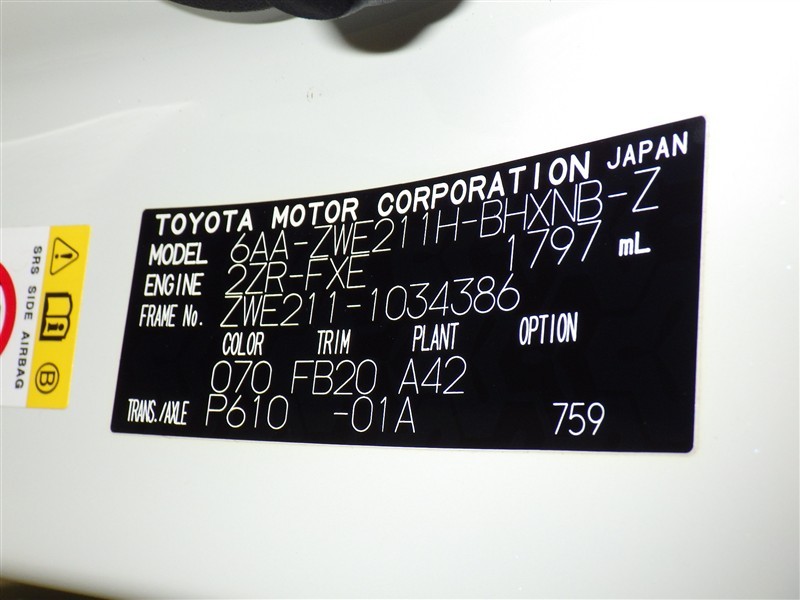 TOYOTA MOTOR CORPORATION JAPAN
MODEL 6AA-ZWE211H-BHXNB-Z
ENGINE 2ZR-FXE 1797 mL
FRAME No. ZWE211-1034386
COLOR TRIM PLANT OPTION
070 FB20 A42
TRANS./AXLE P610 -01A 759
SRS SIDE AIRBAG
B